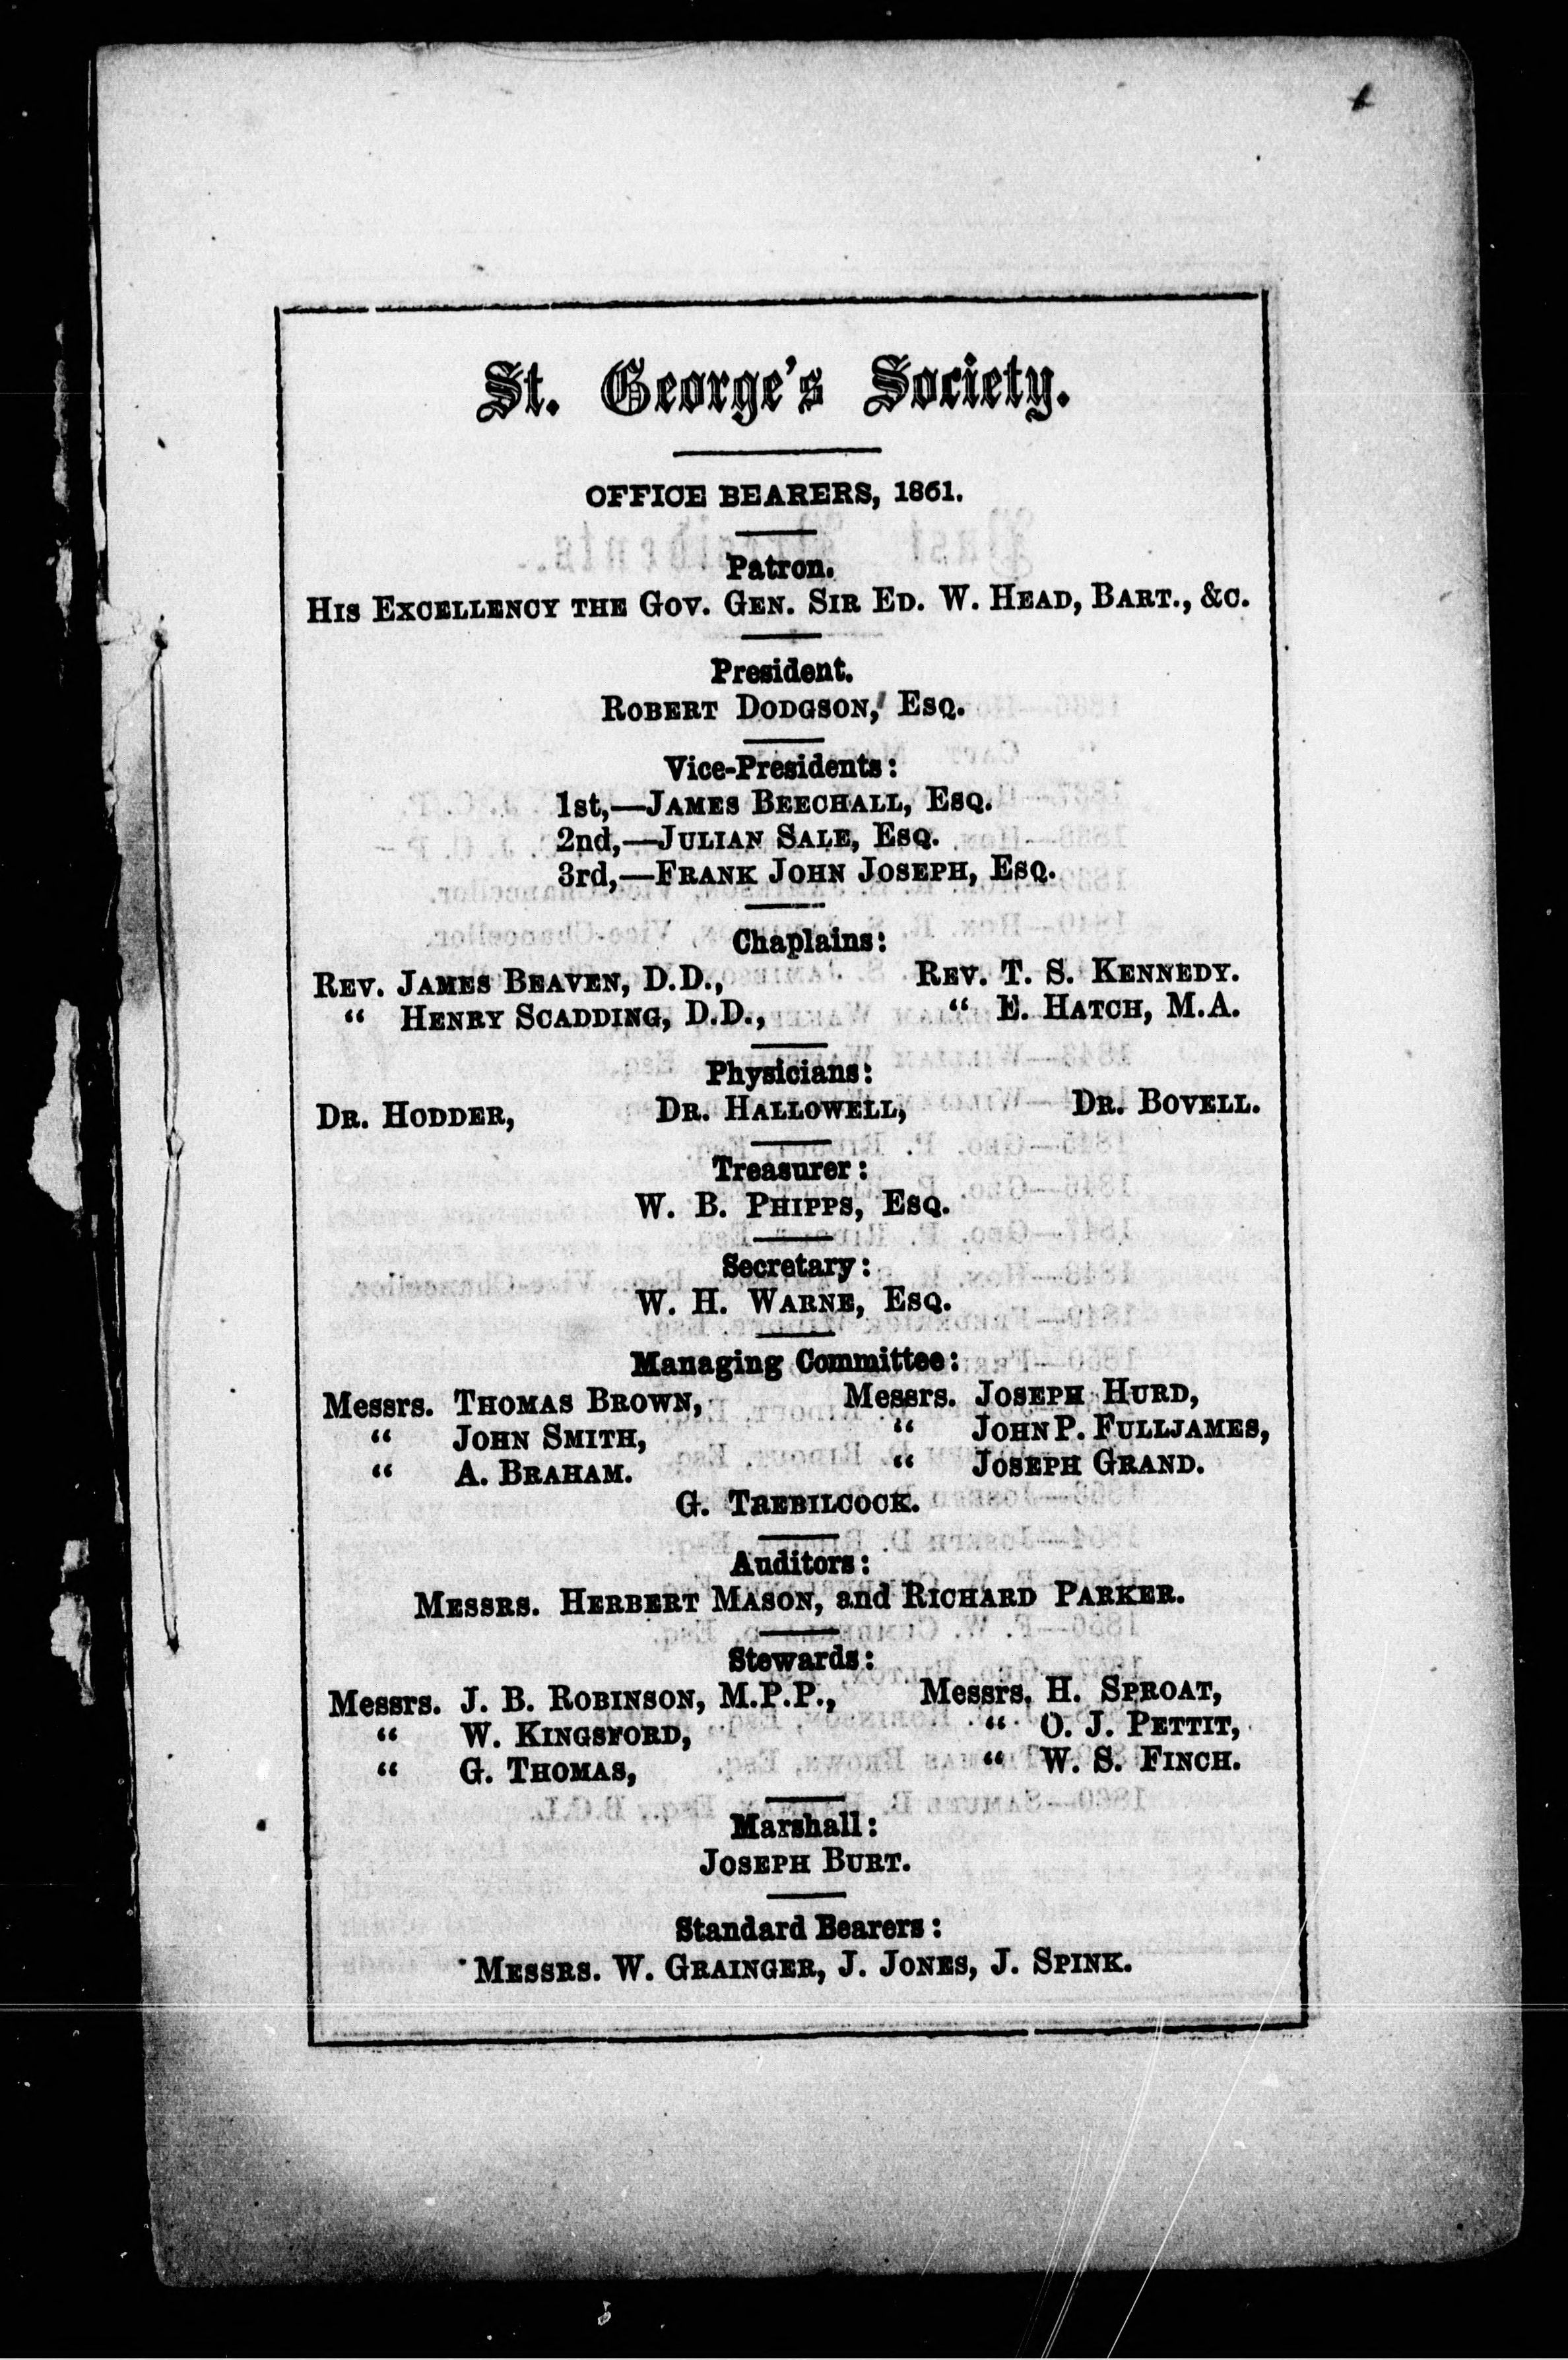 St. George's Society.
OFFICE BEARERS, 1861.
Patron.
HIS EXCELLENCY THE GOV. GEN. SIR ED. W. HEAD, BART., &C.
President.
ROBERT DODGSON, ESQ.
Vice-Presidents:
1st,—JAMES BEECHALL, ESQ.
2nd,—JULIAN SALE, ESQ.
3rd,—FRANK JOHN JOSEPH, ESQ.
Chaplains:
REV. JAMES BEAVEN, D.D., REV. T. S. KENNEDY.
“ HENRY SCADDING, D.D., “ E. HATCH, M.A.
Physicians:
DR. HODDER, DR. HALLOWELL, DR. BOVELL.
Treasurer:
W. B. PHIPPS, ESQ.
Secretary:
W. H. WARNE, ESQ.
Managing Committee:
Messrs. THOMAS BROWN, Messrs. JOSEPH HURD,
“ JOHN SMITH, “ JOHN P. FULLJAMES,
“ A. BRAHAM. “ JOSEPH GRAND.
G. TREBILCOCK.
Auditors:
MESSRS. HERBERT MASON, and RICHARD PARKER.
Stewards:
Messrs. J. B. ROBINSON, M.P.P., Messrs. H. SPROAT,
“ W. KINGSFORD, “ O. J. PETTIT,
“ G. THOMAS, “ W. S. FINCH.
Marshall:
JOSEPH BURT.
Standard Bearers:
MESSRS. W. GRAINGER, J. JONES, J. SPINK.